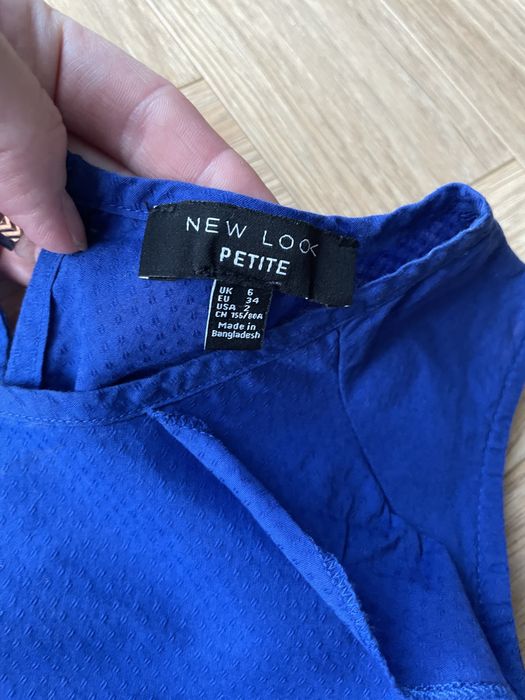 NEW LOOK
PETITE
UK 6
EU 34
USA 2
CN 155/80A
Made in
Bangladesh